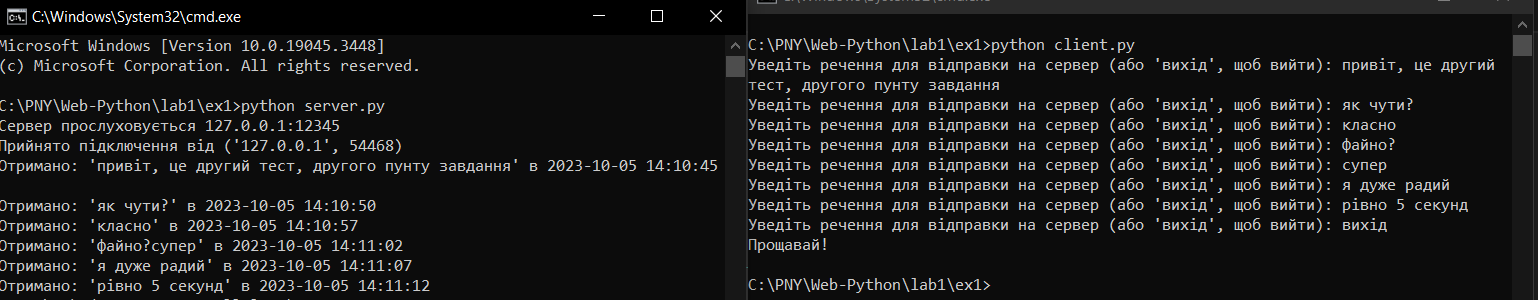 C:\Windows\System32\cmd.exe
Microsoft Windows [Version 10.0.19045.3448]
(c) Microsoft Corporation. All rights reserved.
C:\PNY\Web-Python\lab1\ex1>python server.py
Сервер прослуховується 127.0.0.1:12345
Прийнято підключення від ('127.0.0.1', 54468)
Отримано: 'привіт, це другий тест, другого пунту завдання' в 2023-10-05 14:10:45
Отримано: 'як чути?' в 2023-10-05 14:10:50
Отримано: 'класно' в 2023-10-05 14:10:57
Отримано: 'файно?супер' в 2023-10-05 14:11:02
Отримано: 'я дуже радий' в 2023-10-05 14:11:07
Отримано: 'рівно 5 секунд' в 2023-10-05 14:11:12
C:\PNY\Web-Python\lab1\ex1>python client.py
Уведіть речення для відправки на сервер (або 'вихід', щоб вийти): привіт, це другий
тест, другого пунту завдання
Уведіть речення для відправки на сервер (або 'вихід', щоб вийти): як чути?
Уведіть речення для відправки на сервер (або 'вихід', щоб вийти): класно
Уведіть речення для відправки на сервер (або 'вихід', щоб вийти): файно?
Уведіть речення для відправки на сервер (або 'вихід', щоб вийти): супер
Уведіть речення для відправки на сервер (або 'вихід', щоб вийти): я дуже радий
Уведіть речення для відправки на сервер (або 'вихід', щоб вийти): рівно 5 секунд
Уведіть речення для відправки на сервер (або 'вихід', щоб вийти): вихід
Прощавай!
C:\PNY\Web-Python\lab1\ex1>